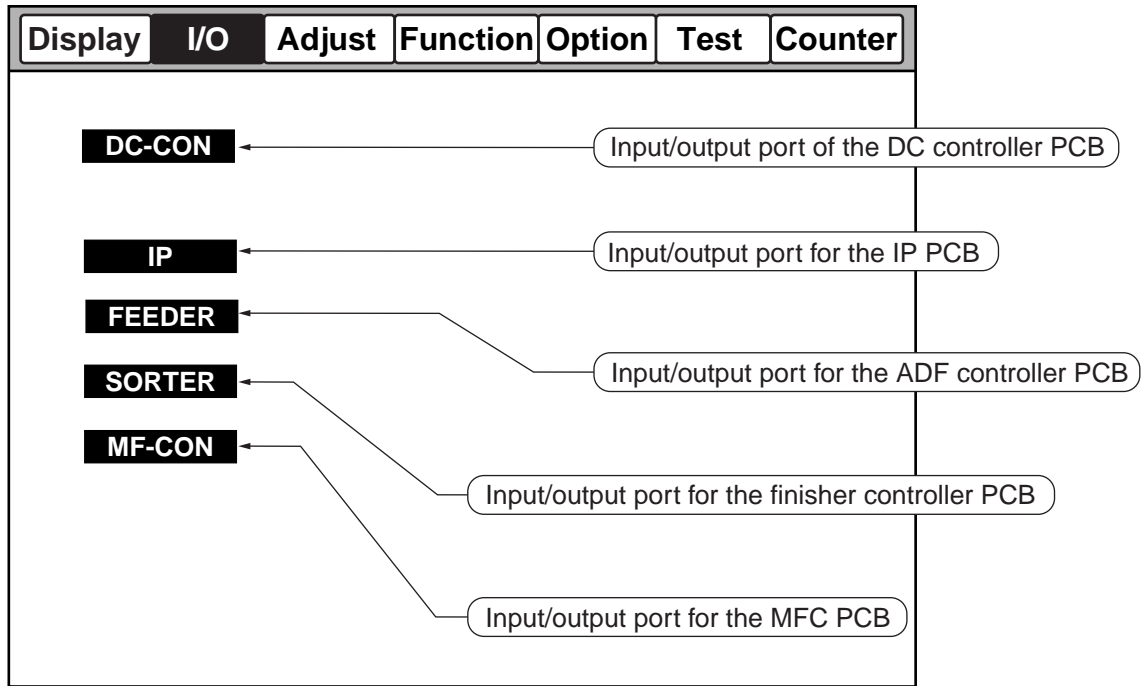 Display I/O Adjust Function Option Test Counter
DC-CON
Input/output port of the DC controller PCB
IP
Input/output port for the IP PCB
FEEDER
Input/output port for the ADF controller PCB
SORTER
Input/output port for the finisher controller PCB
MF-CON
Input/output port for the MFC PCB